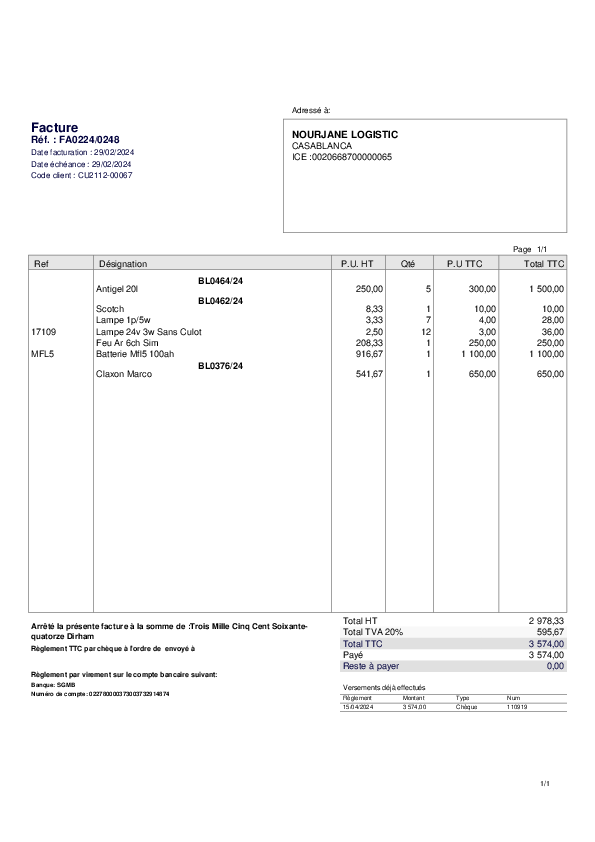 Adressé à:
Facture
Réf. : FA0224/0248
Date facturation : 29/02/2024
Date échéance : 29/02/2024
Code client : CU2112-00067
NOURJANE LOGISTIC
CASABLANCA
ICE :0020668700000065
Page 1/1
Ref Désignation P.U. HT Qté P.U TTC Total TTC
BL0464/24
Antigel 20l 250,00 5 300,00 1 500,00
BL0462/24
Scotch 8,33 1 10,00 10,00
Lampe 1p/5w 3,33 7 4,00 28,00
17109 Lampe 24v 3w Sans Culot 2,50 12 3,00 36,00
Feu Ar 6ch Sim 208,33 1 250,00 250,00
MFL5 Batterie Mfl5 100ah 916,67 1 1 100,00 1 100,00
BL0376/24
Claxon Marco 541,67 1 650,00 650,00
Arrêté la présente facture à la somme de :Trois Mille Cinq Cent Soixante-
quatorze Dirham
Règlement TTC par chèque à l'ordre de envoyé à
Règlement par virement sur le compte bancaire suivant:
Banque: SGMB
Numéro de compte: 022780000373003732914874
Total HT 2 978,33
Total TVA 20% 595,67
Total TTC 3 574,00
Payé 3 574,00
Reste à payer 0,00
Versements déjà effectués
Règlement Montant Type Num
15/04/2024 3 574,00 Chèque 110919
1/1